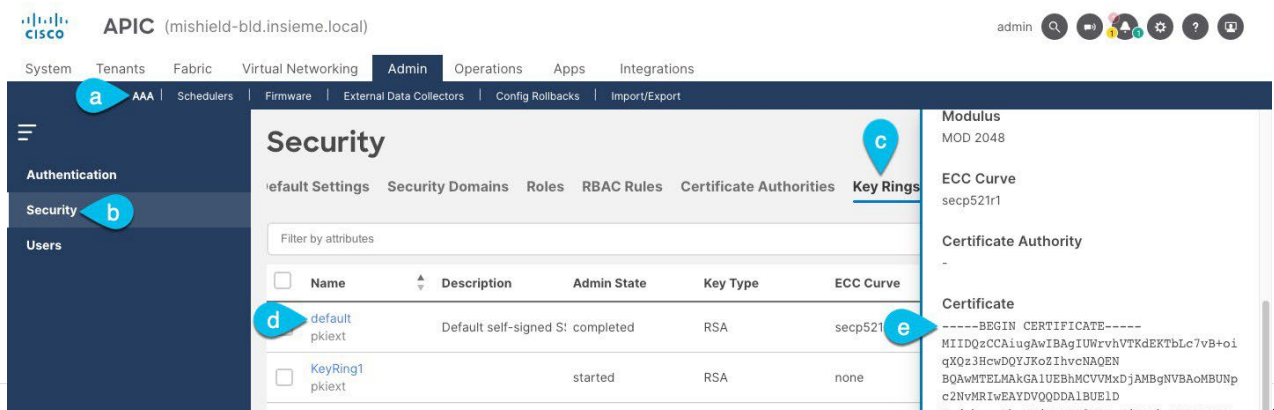 CISCO
APIC (mishield-bld.insieme.local)
admin
1
1
System Tenants Fabric Virtual Networking Admin Operations Apps Integrations
a
AAA | Schedulers | Firmware | External Data Collectors | Config Rollbacks | Import/Export
Authentication
Security b
Users
Security
c
efault Settings Security Domains Roles RBAC Rules Certificate Authorities Key Rings
Filter by attributes
Name Description Admin State Key Type ECC Curve
d default
pkiext
Default self-signed S completed RSA secp521
KeyRing1
pkiext
started RSA none
Modulus
MOD 2048
ECC Curve
secp521r1
Certificate Authority
-
Certificate
e -----BEGIN CERTIFICATE-----
MIIDQzCCAiugAwIBAgIUWrvhVTKdEKTbLc7vB+oi
qXQz3HcwDQYJKoZIhvcNAQEN
BQAwMTELMAkGA1UEBhMCVVMxDjAMBgNVBAoMBUNp
c2NvMRIwEAYDVQQDDAlBUElD